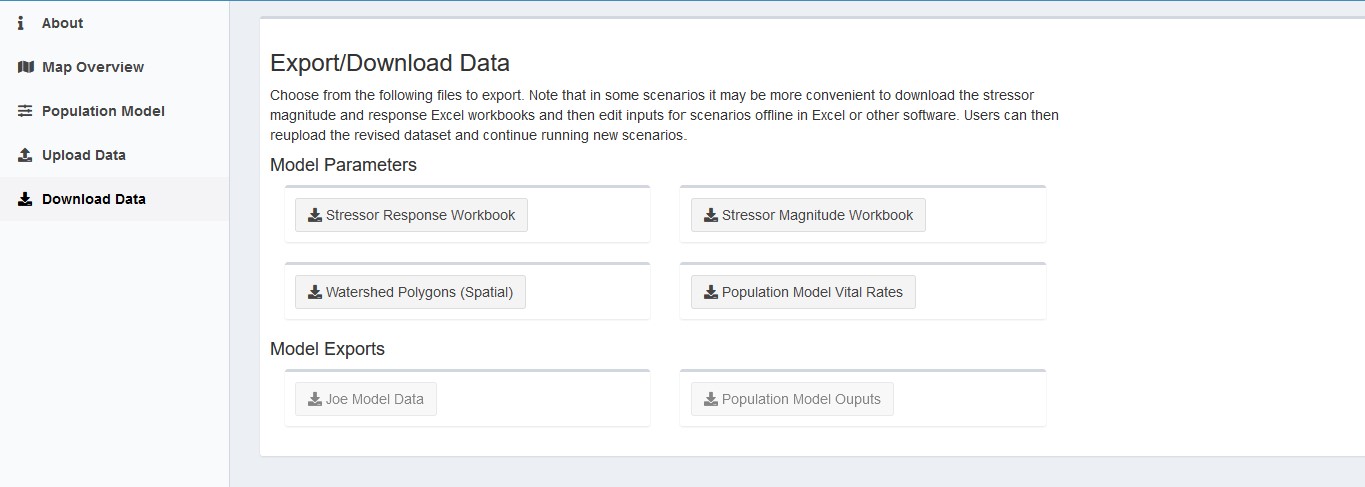 About
Map Overview
Population Model
Upload Data
Download Data
Export/Download Data
Choose from the following files to export. Note that in some scenarios it may be more convenient to download the stressor
magnitude and response Excel workbooks and then edit inputs for scenarios offline in Excel or other software. Users can then
reupload the revised dataset and continue running new scenarios.
Model Parameters
Stressor Response Workbook
Stressor Magnitude Workbook
Watershed Polygons (Spatial)
Population Model Vital Rates
Model Exports
Joe Model Data
Population Model Ouputs